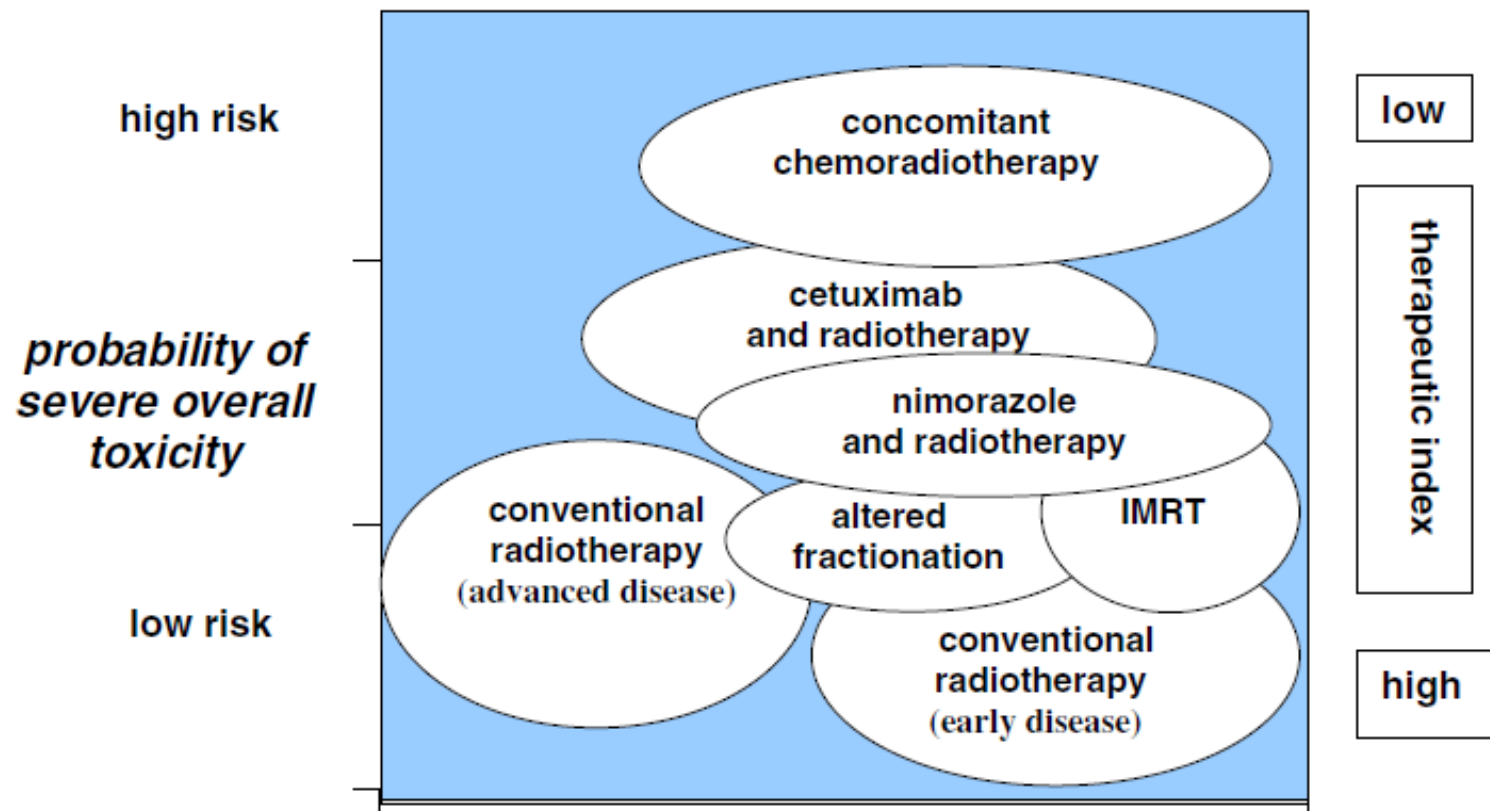 high risk
probability of
severe overall
toxicity
low risk
concomitant
chemoradiotherapy
cetuximab
and radiotherapy
nimorazole
and radiotherapy
conventional
radiotherapy
(advanced disease)
altered
fractionation
IMRT
conventional
radiotherapy
(early disease)
low
therapeutic index
high